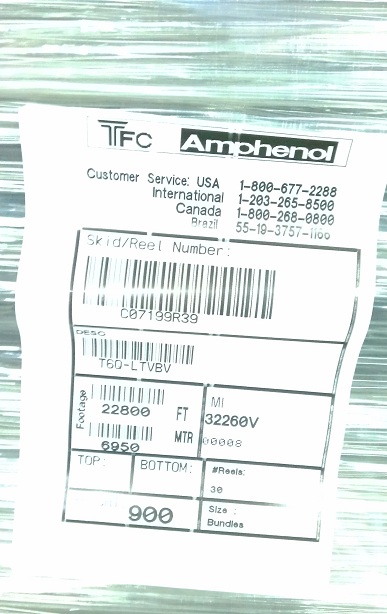 TFC Amphenol
Customer Service: USA 1-800-677-2288
International 1-203-265-8500
Canada 1-800-268-0800
Brazil 55-19-3757-1166
Skid/Reel Number:
C07199R39
DESC
T6Q-LTVBV
Footage
22800 FT
6950 MTR
MI
32260V
00008
TOP: BOTTOM: #Reels:
30
900
Size :
Bundles